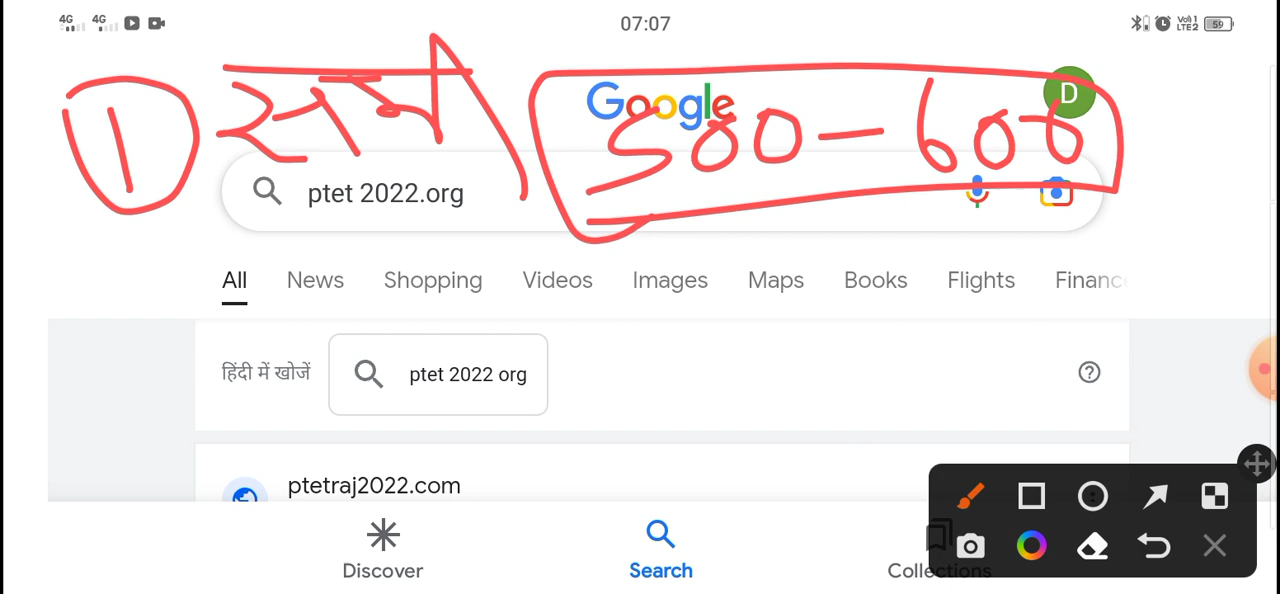 4G 4G 07:07 Vo)) 1 LTE2 59
1 580-600
Google D
ptet 2022.org
All News Shopping Videos Images Maps Books Flights Financ
हिंदी में खोजें ptet 2022 org
ptetraj2022.com
Discover Search Collections